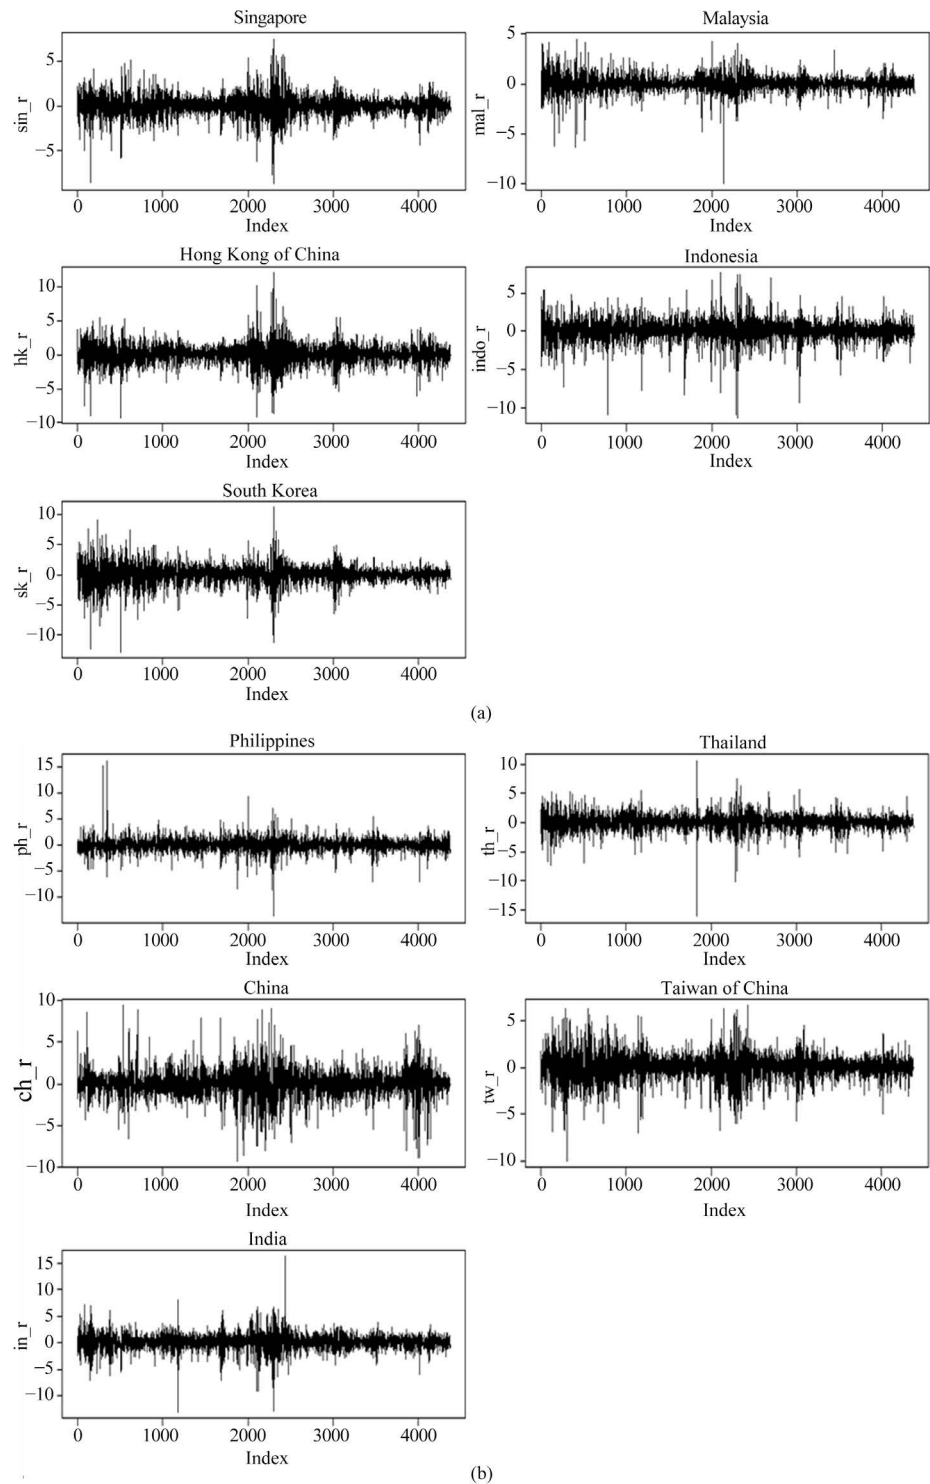 Singapore
5
0
−5
sin_r
0 1000 2000 3000 4000
Index
Malaysia
5
0
−5
−10
mal_r
0 1000 2000 3000 4000
Index
Hong Kong of China
10
5
0
−5
−10
hk_r
0 1000 2000 3000 4000
Index
Indonesia
5
0
−5
−10
indo_r
0 1000 2000 3000 4000
Index
South Korea
10
5
0
−5
−10
sk_r
0 1000 2000 3000 4000
Index
(a)
Philippines
15
10
5
0
−5
−10
ph_r
0 1000 2000 3000 4000
Index
Thailand
10
5
0
−5
−10
−15
th_r
0 1000 2000 3000 4000
Index
China
10
5
0
−5
−10
ch_r
0 1000 2000 3000 4000
Index
Taiwan of China
5
0
−5
−10
tw_r
0 1000 2000 3000 4000
Index
India
15
10
5
0
−5
−10
in_r
0 1000 2000 3000 4000
Index
(b)